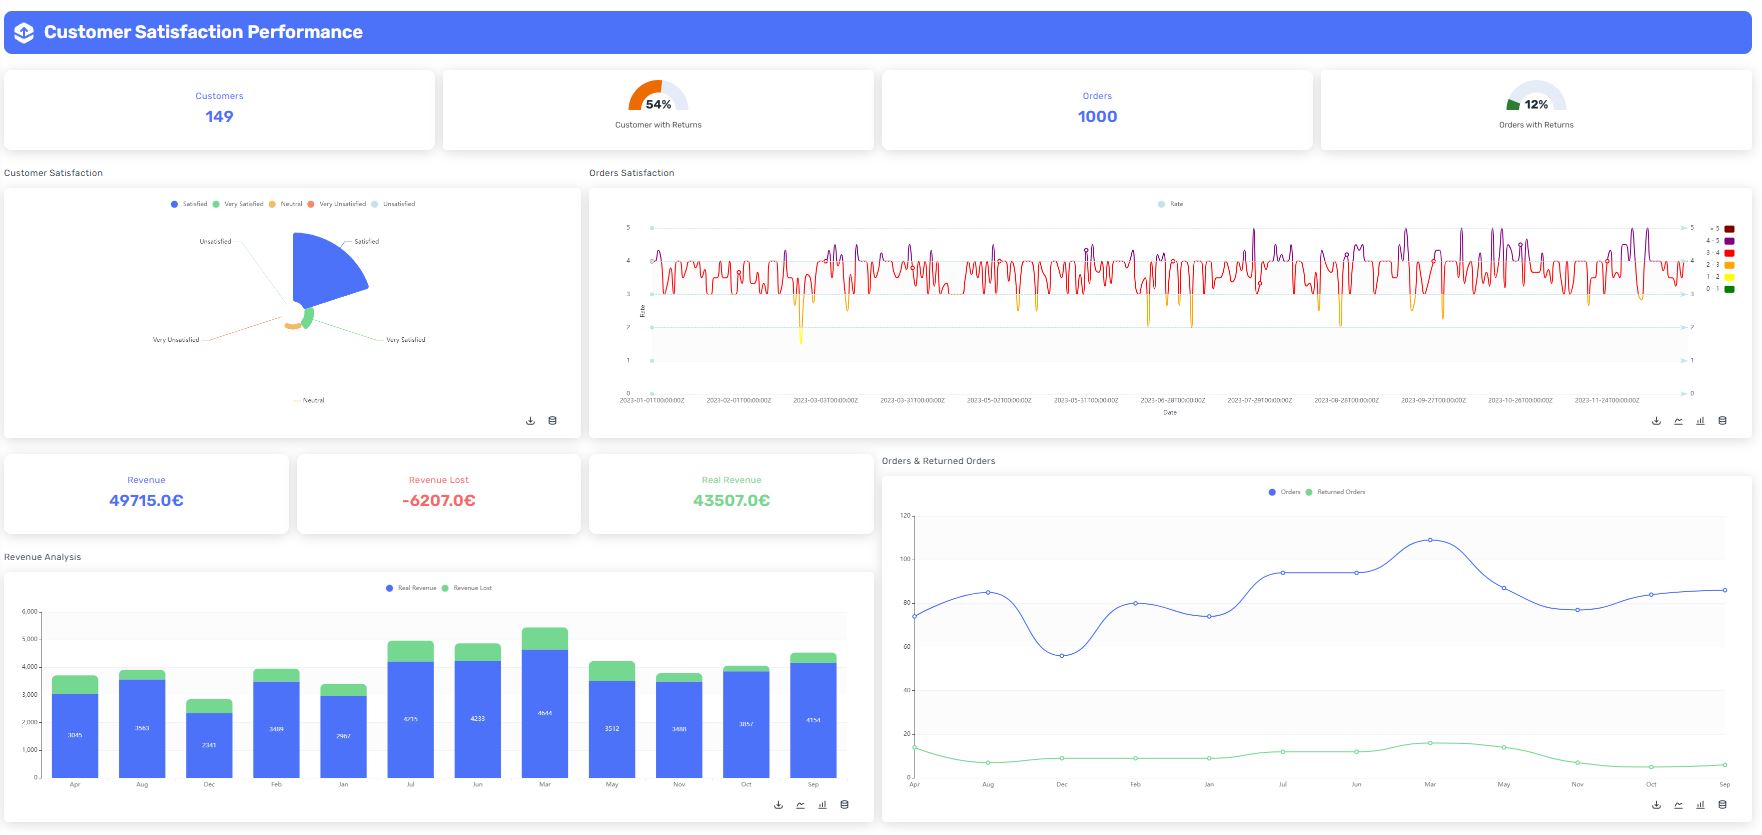 Customer Satisfaction Performance
Customers
149
54%
Customer with Returns
Orders
1000
12%
Orders with Returns
Customer Satisfaction
Satisfied Very Satisfied Neutral Very Unsatisfied Unsatisfied
Unsatisfied
Satisfied
Very Unsatisfied
Very Satisfied
Neutral
Orders Satisfaction
Rate
5
4
3
2
1
0
Rate
5
4
3
2
1
0
> 5
4 - 5
3 - 4
2 - 3
1 - 2
0 - 1
2023-01-01T00:00:00Z 2023-02-01T00:00:00Z 2023-03-03T00:00:00Z 2023-03-31T00:00:00Z 2023-05-02T00:00:00Z 2023-05-31T00:00:00Z 2023-06-28T00:00:00Z 2023-07-29T00:00:00Z 2023-08-28T00:00:00Z 2023-09-27T00:00:00Z 2023-10-26T00:00:00Z 2023-11-24T00:00:00Z
Date
Revenue
49715.0€
Revenue Lost
-6207.0€
Real Revenue
43507.0€
Revenue Analysis
Real Revenue Revenue Lost
6,000
5,000
4,000
3,000
2,000
1,000
0
3045 3563 2341 3489 2967 4215 4233 4644 3512 3488 3857 4154
Apr Aug Dec Feb Jan Jul Jun Mar May Nov Oct Sep
Orders & Returned Orders
Orders Returned Orders
120
100
80
60
40
20
0
Apr Aug Dec Feb Jan Jul Jun Mar May Nov Oct Sep